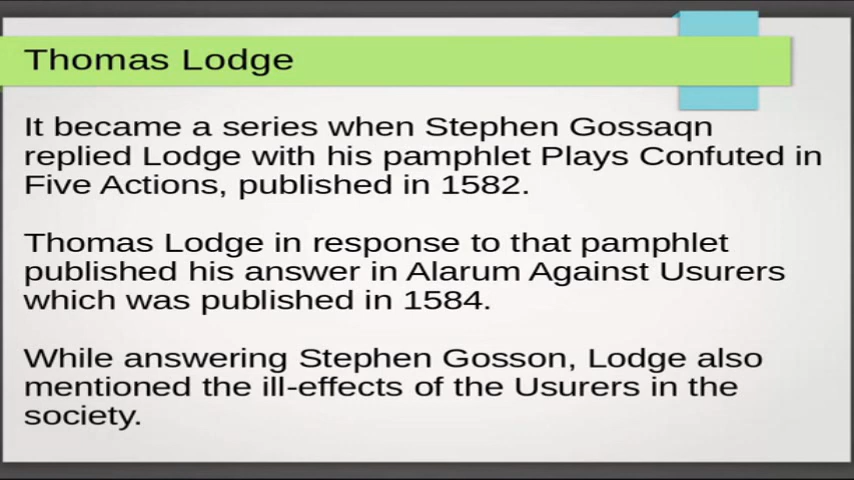 Thomas Lodge
It became a series when Stephen Gossaqn
replied Lodge with his pamphlet Plays Confuted in
Five Actions, published in 1582.
Thomas Lodge in response to that pamphlet
published his answer in Alarum Against Usurers
which was published in 1584.
While answering Stephen Gosson, Lodge also
mentioned the ill-effects of the Usurers in the
society.